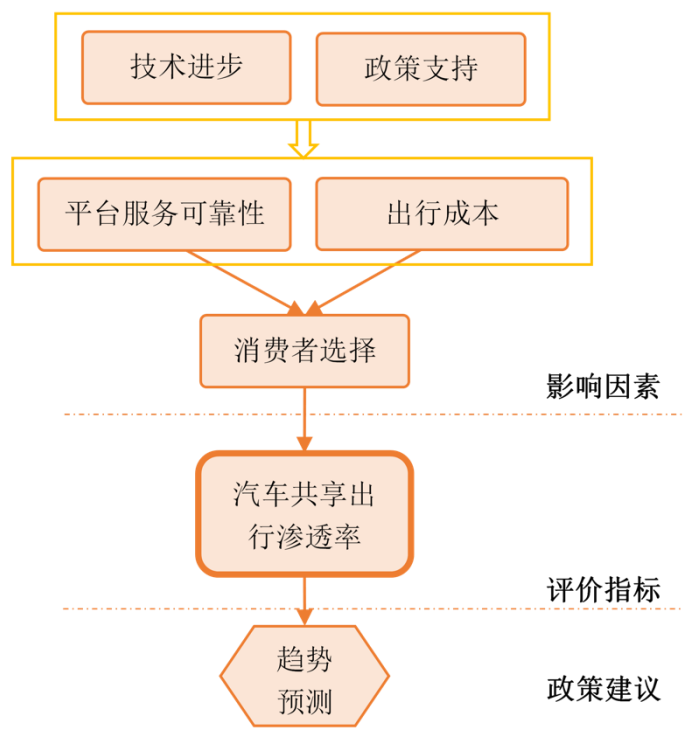 技术进步
政策支持
平台服务可靠性
出行成本
消费者选择
影响因素
汽车共享出
行渗透率
评价指标
趋势
预测
政策建议